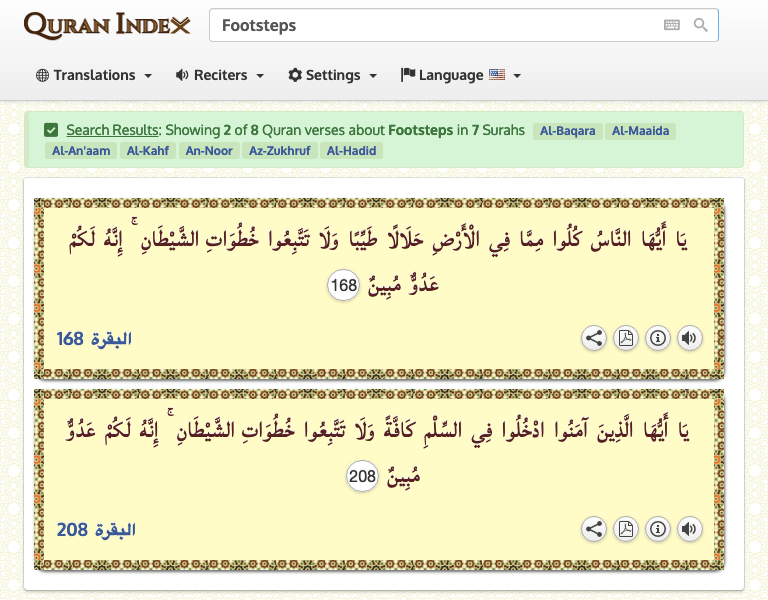 QURAN INDEX
Footsteps
Translations Reciters Settings Language
Search Results: Showing 2 of 8 Quran verses about Footsteps in 7 Surahs Al-Baqara Al-Maaida
Al-An'aam Al-Kahf An-Noor Az-Zukhruf Al-Hadid
يَا أَيُّهَا النَّاسُ كُلُوا مِمَّا فِي الْأَرْضِ حَلَالًا طَيِّبًا وَلَا تَتَّبِعُوا خُطُوَاتِ الشَّيْطَانِ ۚ إِنَّهُ لَكُمْ
عَدُوٌّ مُبِينٌ 168
البقرة 168
يَا أَيُّهَا الَّذِينَ آمَنُوا ادْخُلُوا فِي السِّلْمِ كَافَّةً وَلَا تَتَّبِعُوا خُطُوَاتِ الشَّيْطَانِ ۚ إِنَّهُ لَكُمْ عَدُوٌّ
مُبِينٌ 208
البقرة 208